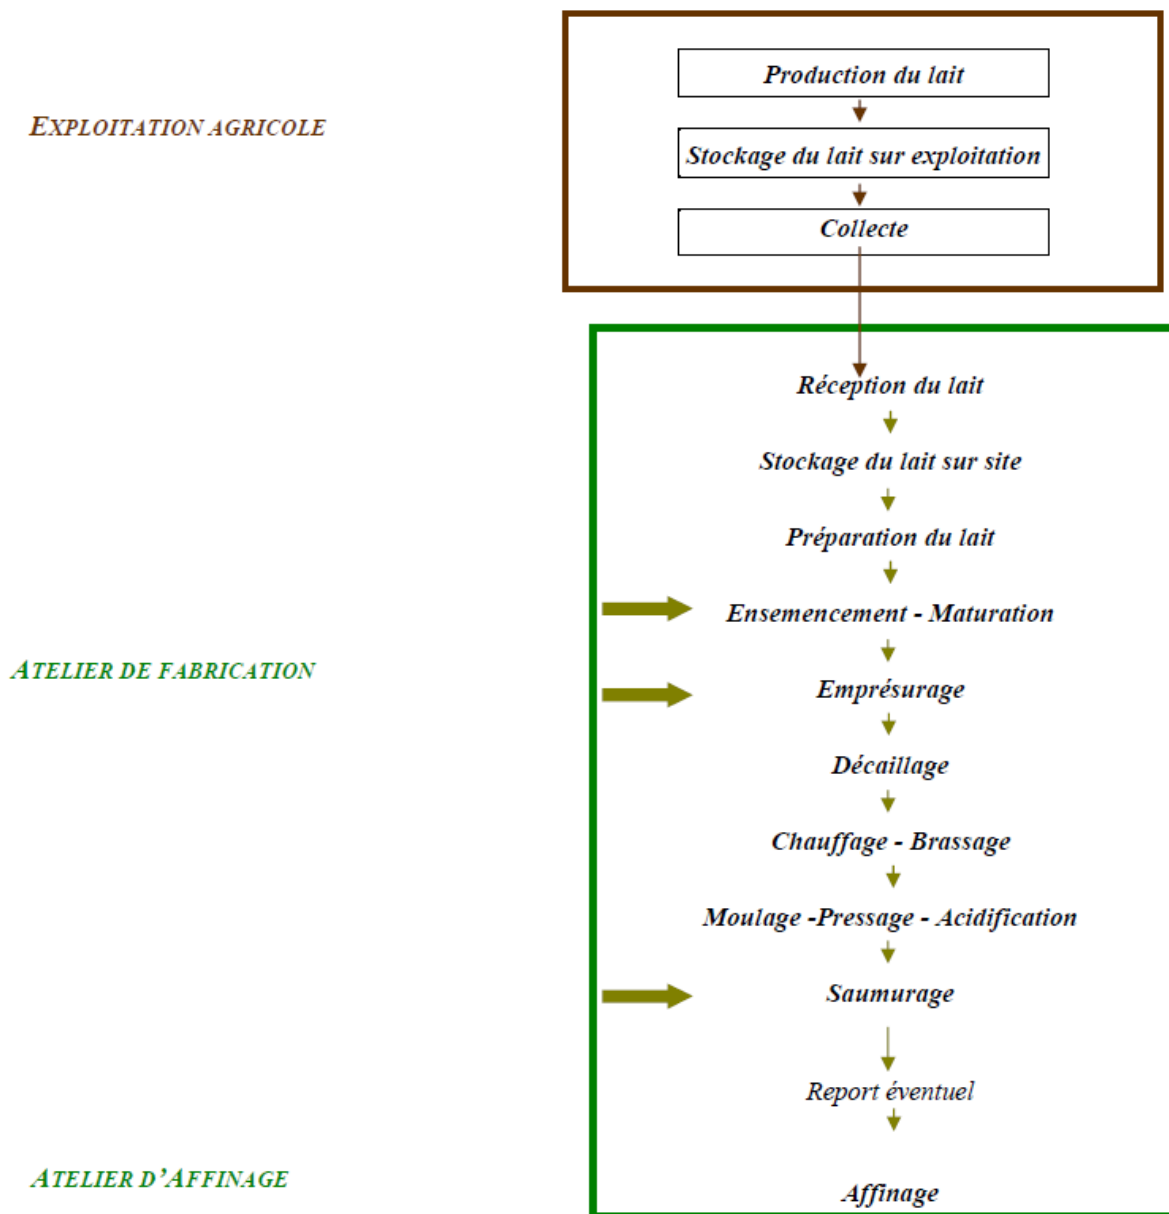 Production du lait
EXPLOITATION AGRICOLE
Stockage du lait sur exploitation
Collecte
Réception du lait
Stockage du lait sur site
Préparation du lait
Ensemencement - Maturation
ATELIER DE FABRICATION
Emprésurage
Décaillage
Chauffage - Brassage
Moulage -Pressage - Acidification
Saumurage
Report éventuel
ATELIER D'AFFINAGE
Affinage